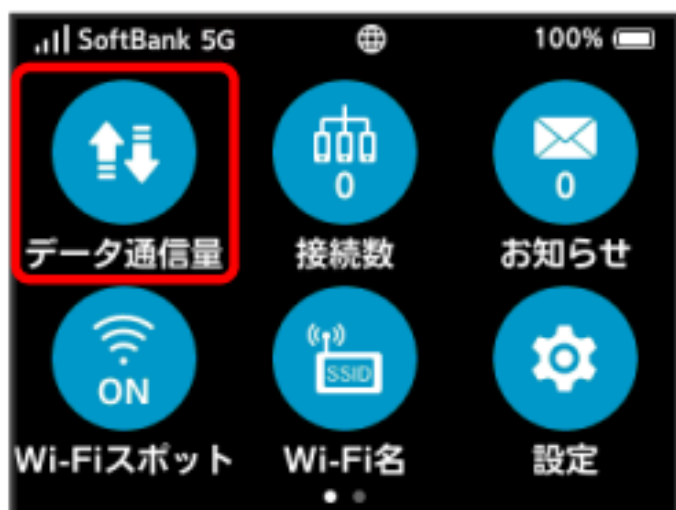 SoftBank 5G 100%
0 0
データ通信量 接続数 お知らせ
ON SSID
Wi-Fiスポット Wi-Fi名 設定